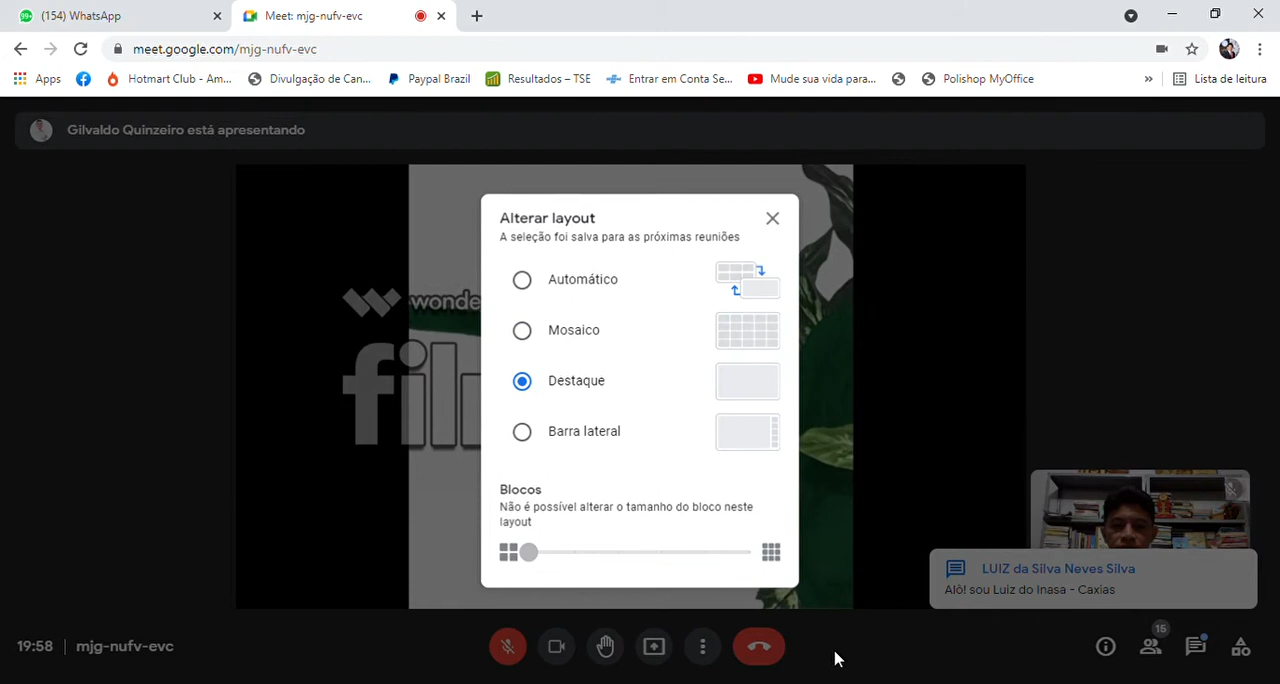 99+
(154) WhatsApp
Meet: mjg-nufv-evc
meet.google.com/mjg-nufv-evc
Apps
Hotmart Club - Am...
Divulgação de Can...
Paypal Brazil
Resultados – TSE
Entrar em Conta Se...
Mude sua vida para...
Polishop MyOffice
»
Lista de leitura
Gilvaldo Quinzeiro está apresentando
Alterar layout
A seleção foi salva para as próximas reuniões
Automático
Mosaico
Destaque
Barra lateral
Blocos
Não é possível alterar o tamanho do bloco neste
layout
LUIZ da Silva Neves Silva
Alô! sou Luiz do Inasa - Caxias
19:58
mjg-nufv-evc
15